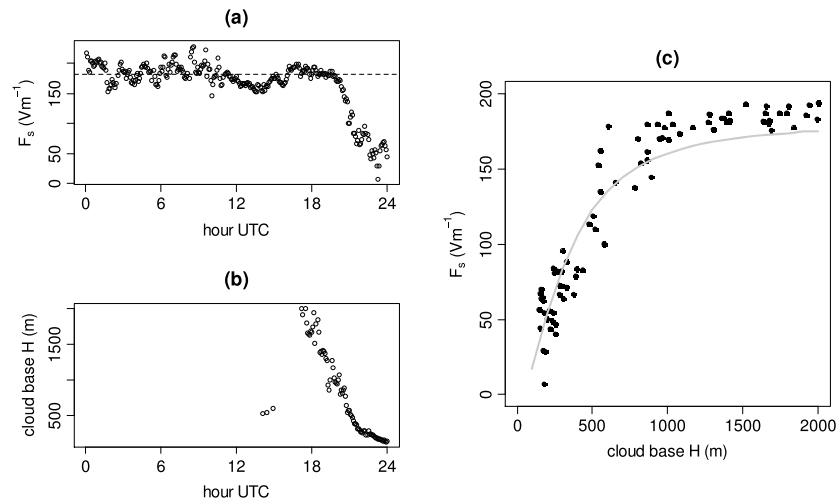 (a)
F_s (Vm⁻¹)
150
50
0
0 6 12 18 24
hour UTC
(b)
cloud base H (m)
1500
500
0 6 12 18 24
hour UTC
(c)
F_s (Vm⁻¹)
200
150
100
50
0
0 500 1000 1500 2000
cloud base H (m)